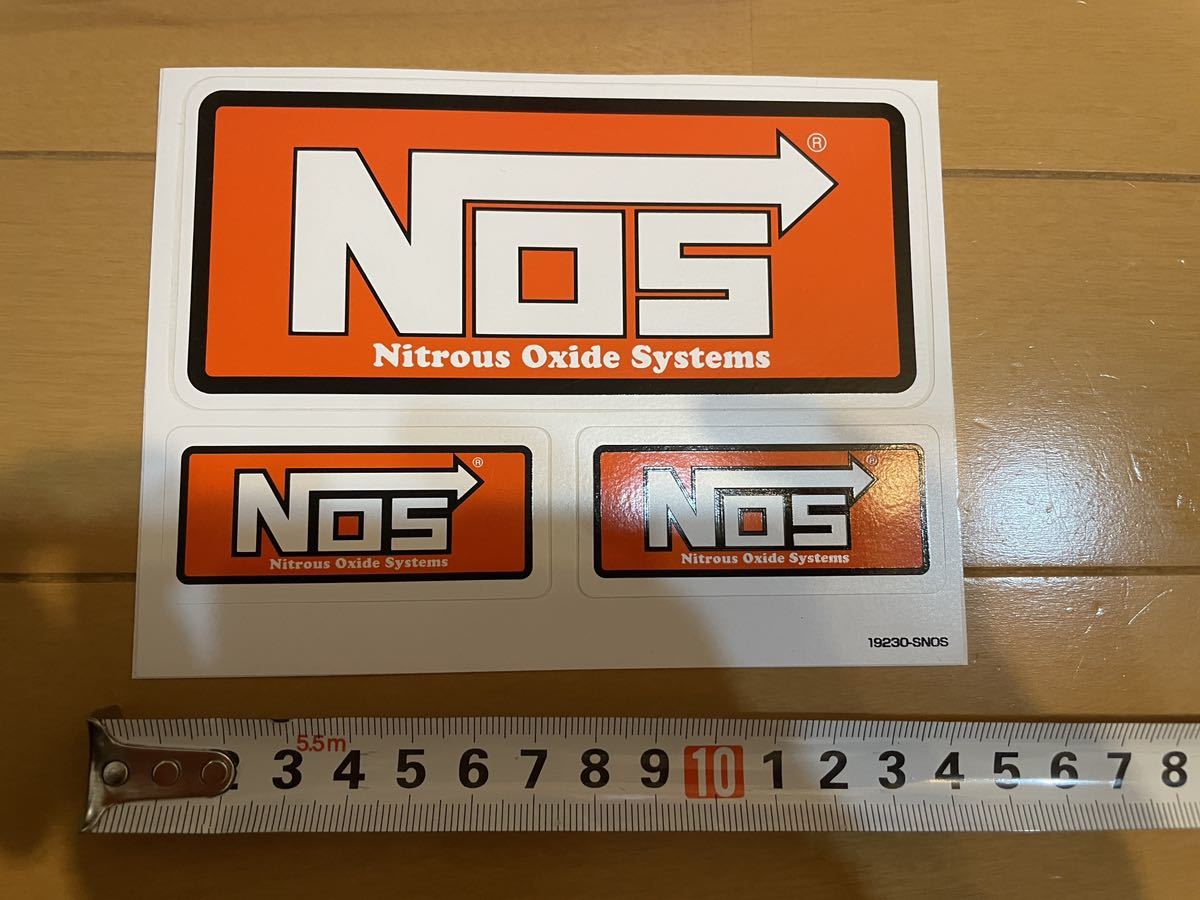 NOS ®
Nitrous Oxide Systems
NOS ®
Nitrous Oxide Systems
NOS ®
Nitrous Oxide Systems
19230-SNOS
5.5m
2 3 4 5 6 7 8 9 10 1 2 3 4 5 6 7 8